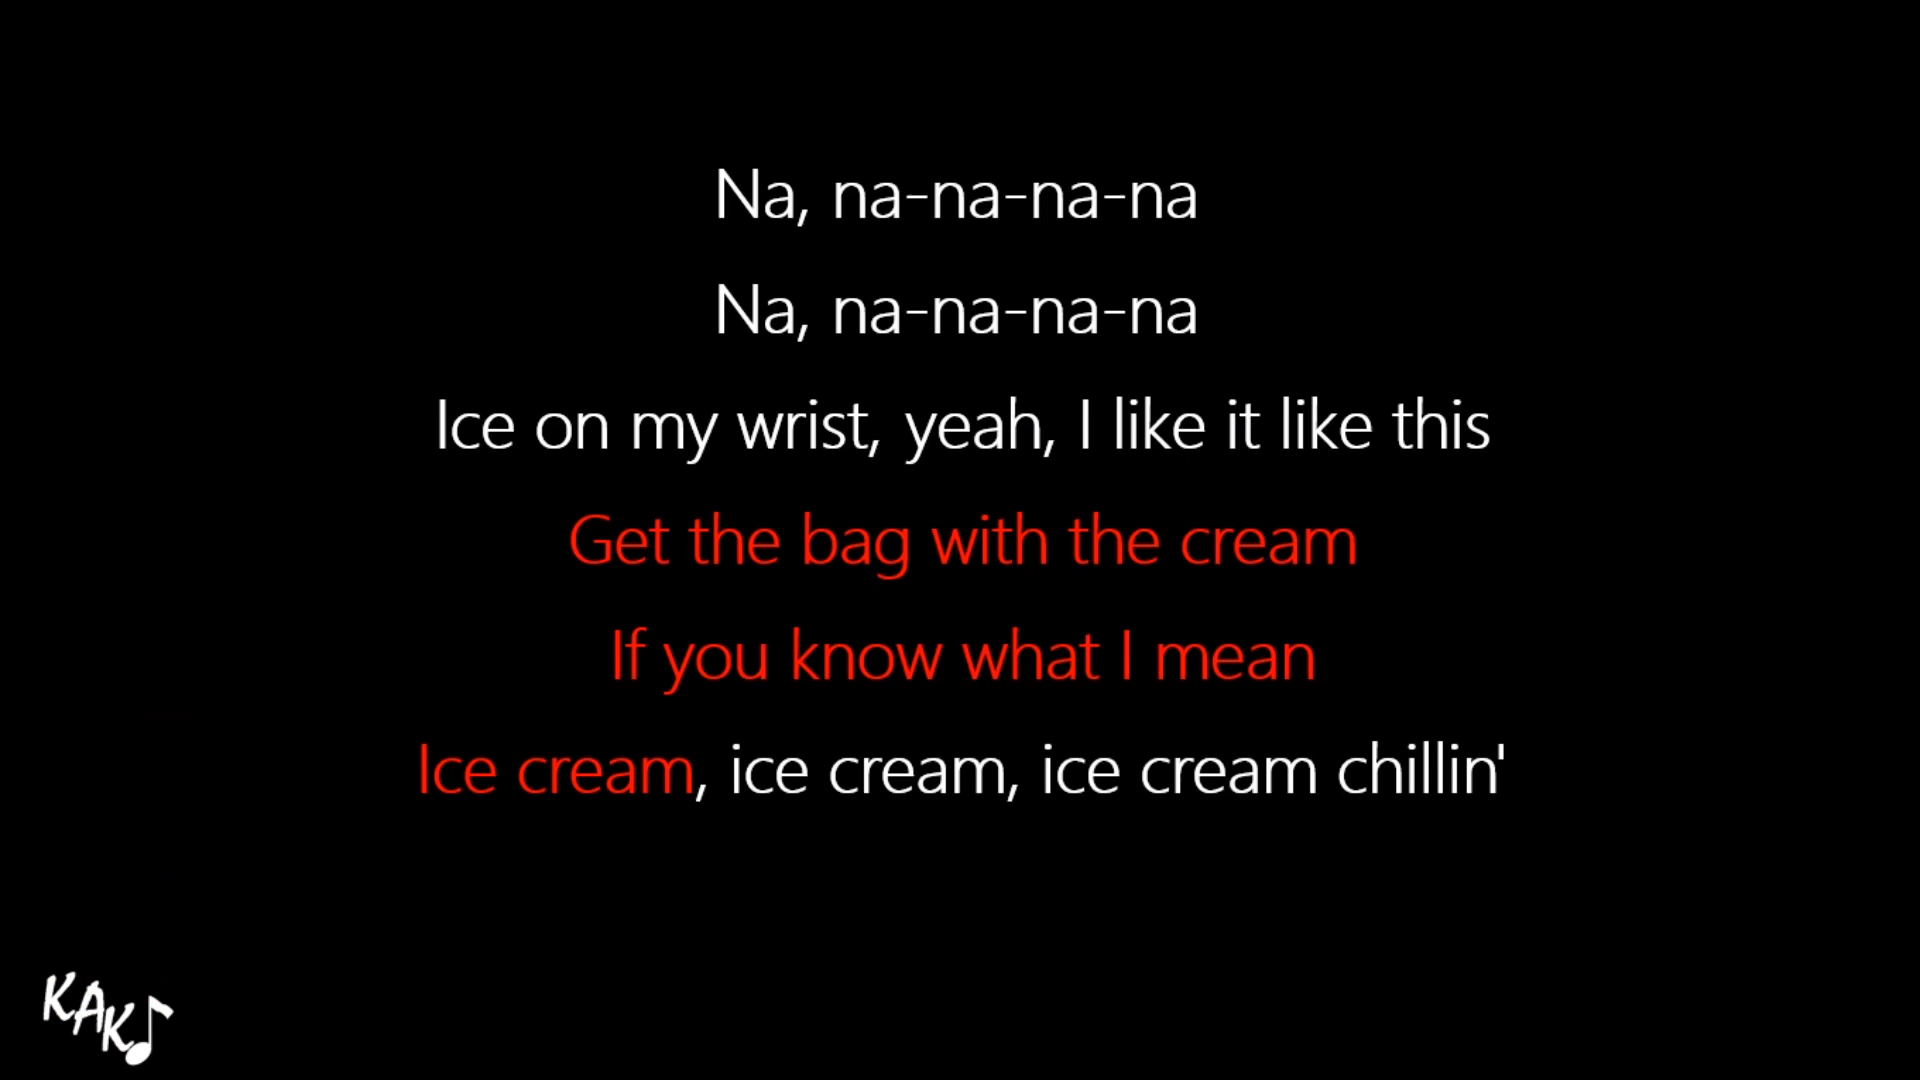 Na, na-na-na-na
Na, na-na-na-na
Ice on my wrist, yeah, I like it like this
Get the bag with the cream
If you know what I mean
Ice cream, ice cream, ice cream chillin'
KAK